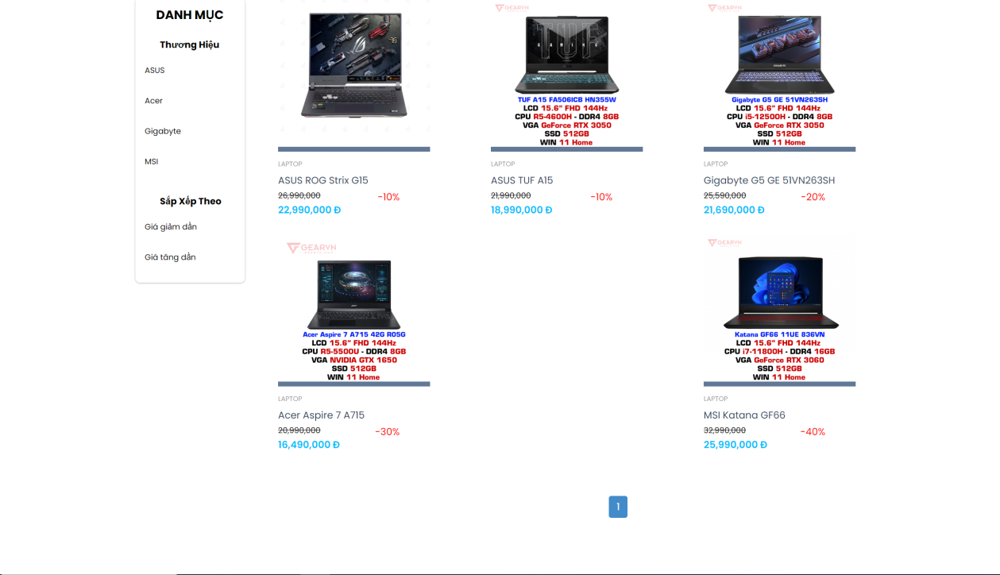 DANH MỤC
Thương Hiệu
ASUS
Acer
Gigabyte
MSI
Sắp Xếp Theo
Giá giảm dần
Giá tăng dần
LAPTOP
ASUS ROG Strix G15
26,990,000 -10%
22,990,000 Đ
GEARVN
TUF GAMING
TUF A15 FA506ICB HN355W
LCD 15.6" FHD 144Hz
CPU R5-4600H - DDR4 8GB
VGA GeForce RTX 3050
SSD 512GB
WIN 11 Home
LAPTOP
ASUS TUF A15
21,990,000 -10%
18,990,000 Đ
GEARVN
Gigabyte G5 GE 51VN263SH
LCD 15.6" FHD 144Hz
CPU i5-12500H - DDR4 8GB
VGA GeForce RTX 3050
SSD 512GB
WIN 11 Home
LAPTOP
Gigabyte G5 GE 51VN263SH
25,590,000 -20%
21,690,000 Đ
GEARVN
Acer Aspire 7 A715 42G R05G
LCD 15.6" FHD 144Hz
CPU R5-5500U - DDR4 8GB
VGA NVIDIA GTX 1650
SSD 512GB
WIN 11 Home
LAPTOP
Acer Aspire 7 A715
20,990,000 -30%
16,490,000 Đ
GEARVN
Katana GF66 11UE 836VN
LCD 15.6" FHD 144Hz
CPU i7-11800H - DDR4 16GB
VGA GeForce RTX 3060
SSD 512GB
WIN 11 Home
LAPTOP
MSI Katana GF66
32,990,000 -40%
25,990,000 Đ
1